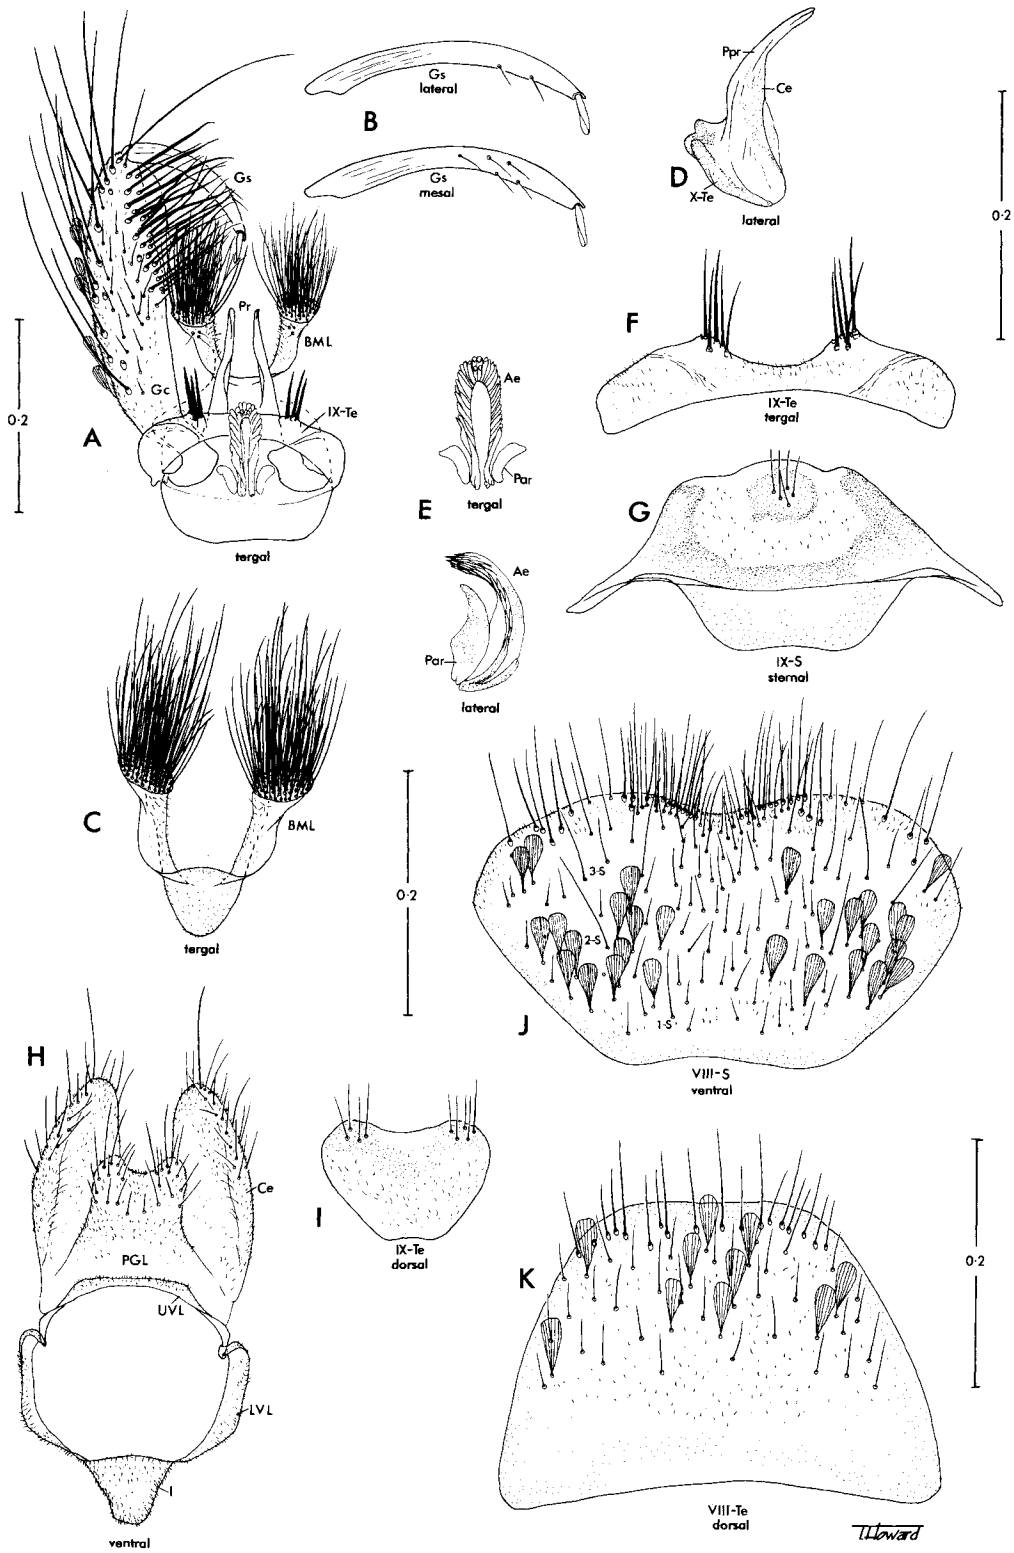 Gs
lateral
B
Gs
mesal
Ppr
Ce
D
X-Te
lateral
0·2
Gs
Pr
BML
Gc
IX-Te
0·2
A
tergal
Ae
Par
E
tergal
F
IX-Te
tergal
G
IX-S
sternal
Ae
Par
lateral
C
BML
tergal
0·2
3-S
2-S
1-S
J
VIII-S
ventral
H
Ce
PGL
UVL
LVL
I
ventral
I
IX-Te
dorsal
K
0·2
VIII-Te
dorsal
T.Howard